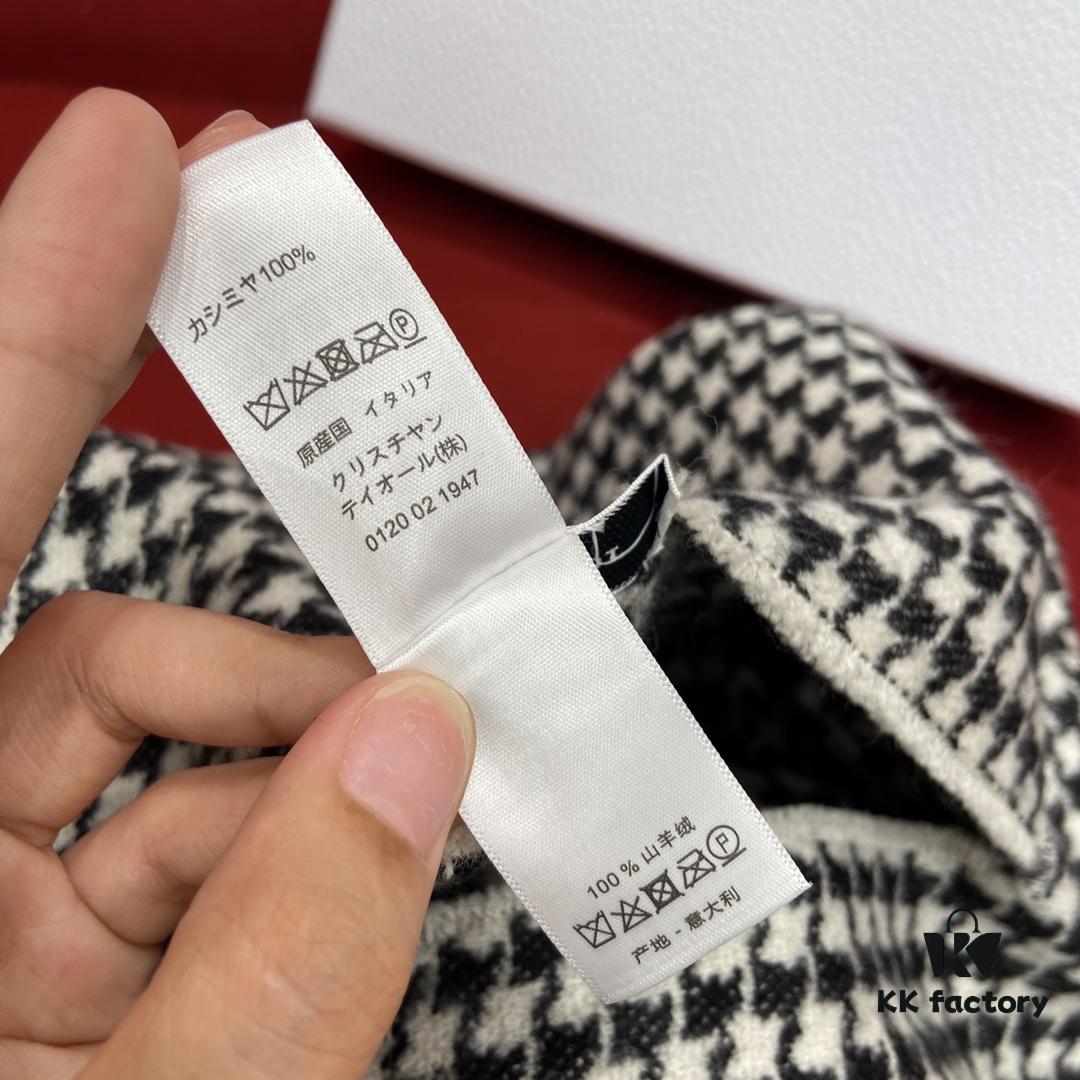 カシミヤ100%
P
原産国 イタリア
クリスチャン
デイオール(株)
0120 02 1947
100 % 山羊绒
P
产地 - 意大利
KK factory